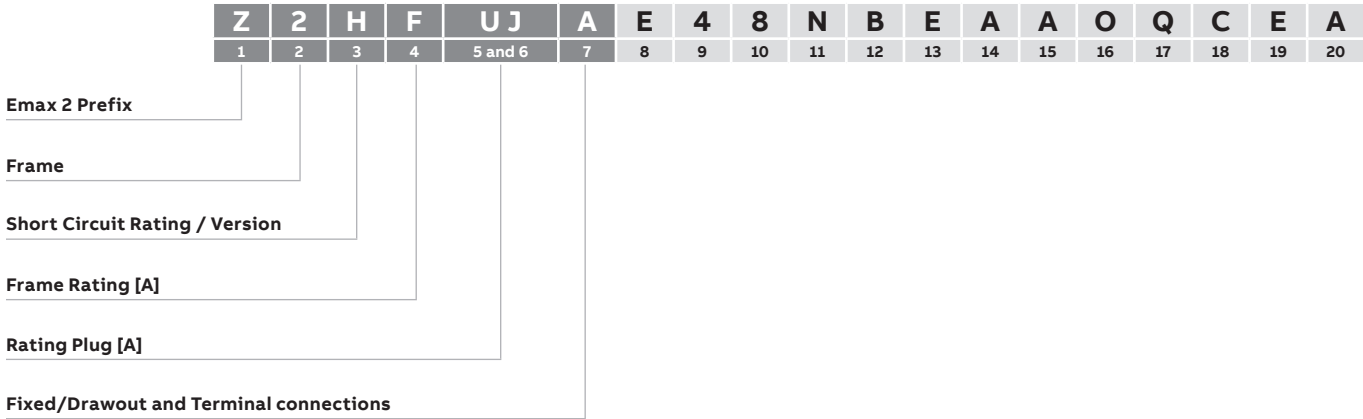 Z 2 H F U J A E 4 8 N B E A A O Q C E A
1 2 3 4 5 and 6 7 8 9 10 11 12 13 14 15 16 17 18 19 20
Emax 2 Prefix
Frame
Short Circuit Rating / Version
Frame Rating [A]
Rating Plug [A]
Fixed/Drawout and Terminal connections